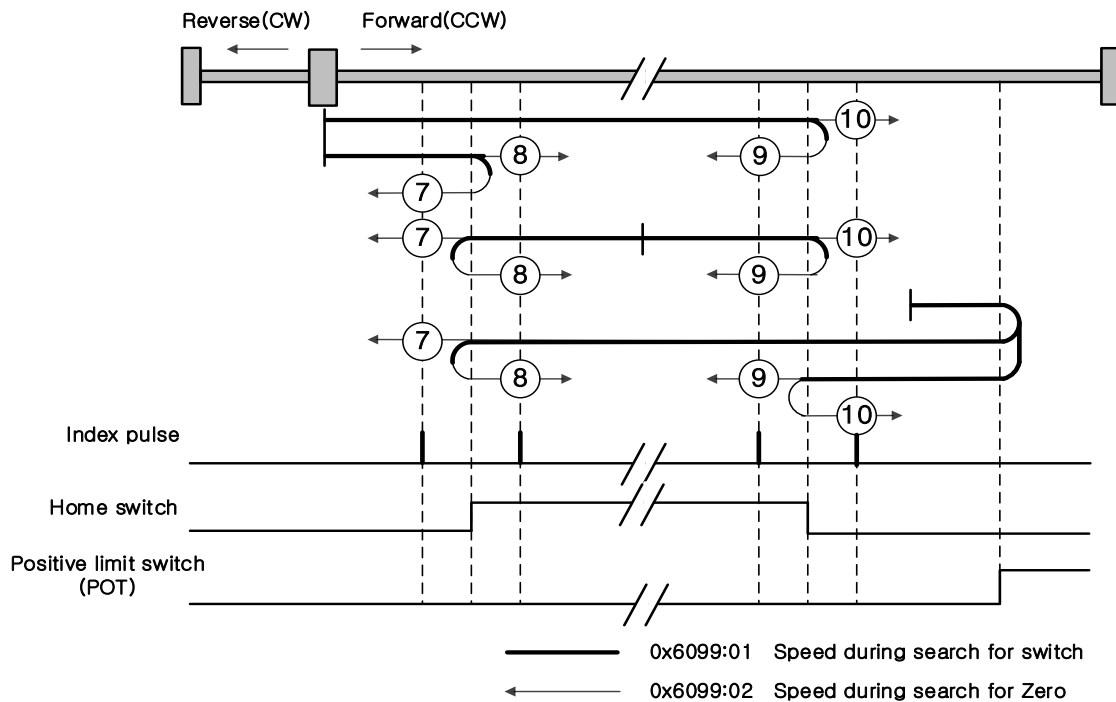 Reverse(CW) Forward(CCW)
10
8 9
7
7 10
8 9
7
8 9
10
Index pulse
Home switch
Positive limit switch
(POT)
0x6099:01 Speed during search for switch
0x6099:02 Speed during search for Zero